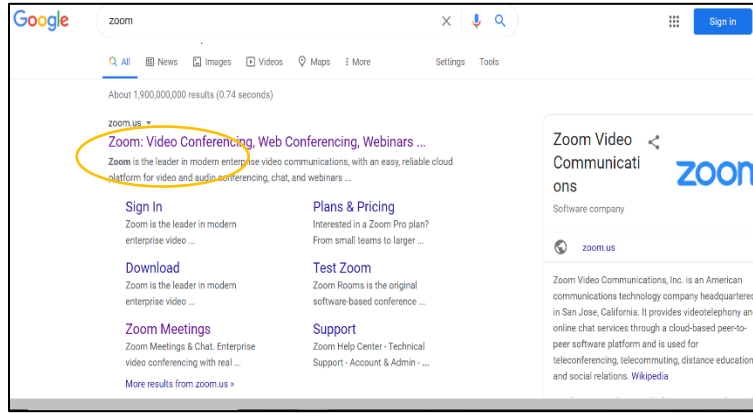 Google
zoom
Sign in
All News Images Videos Maps More Settings Tools
About 1,900,000,000 results (0.74 seconds)
zoom.us
Zoom: Video Conferencing, Web Conferencing, Webinars ...
Zoom is the leader in modern enterprise video communications, with an easy, reliable cloud
platform for video and audio conferencing, chat, and webinars ...
Sign In
Zoom is the leader in modern
enterprise video ...
Plans & Pricing
Interested in a Zoom Pro plan?
From small teams to larger ...
Download
Zoom is the leader in modern
enterprise video ...
Test Zoom
Zoom Rooms is the original
software-based conference ...
Zoom Meetings
Zoom Meetings & Chat. Enterprise
video conferencing with real ...
Support
Zoom Help Center - Technical
Support - Account & Admin - ...
More results from zoom.us »
Zoom Video
Communicati
ons
Software company
zoom
zoom.us
Zoom Video Communications, Inc. is an American
communications technology company headquartered
in San Jose, California. It provides videotelephony an
online chat services through a cloud-based peer-to-
peer software platform and is used for
teleconferencing, telecommuting, distance education
and social relations. Wikipedia